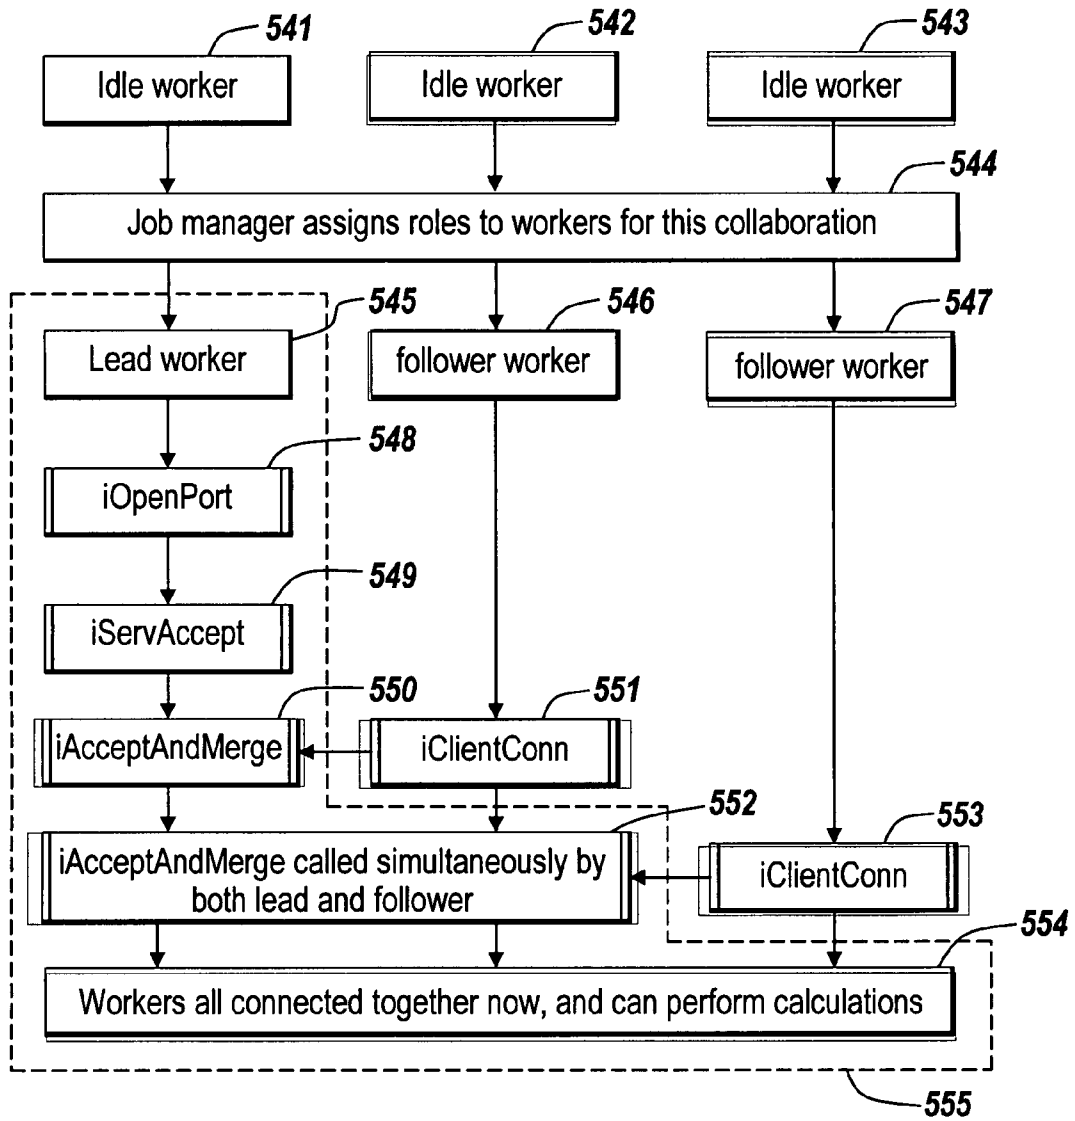 541
542
543
Idle worker
Idle worker
Idle worker
544
Job manager assigns roles to workers for this collaboration
545
546
547
Lead worker
follower worker
follower worker
548
iOpenPort
549
iServAccept
550
551
iAcceptAndMerge
iClientConn
552
553
iAcceptAndMerge called simultaneously by
both lead and follower
iClientConn
554
Workers all connected together now, and can perform calculations
555